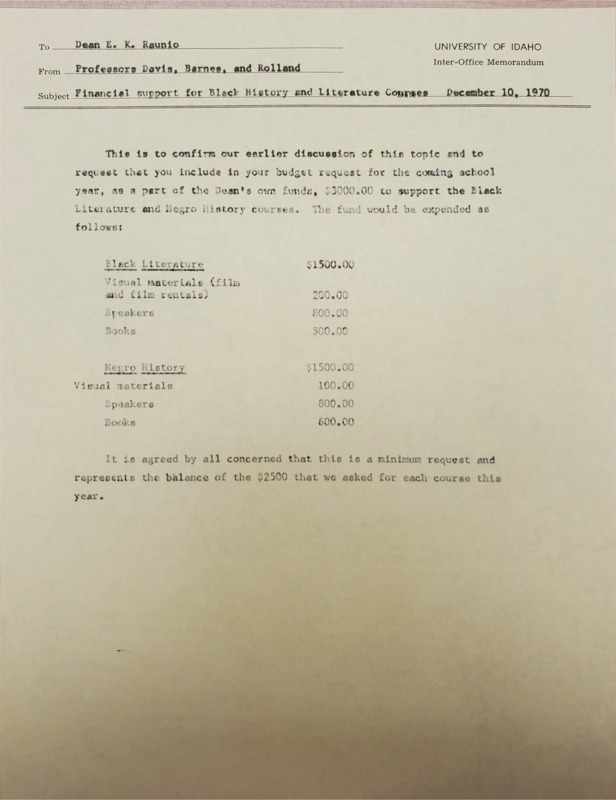 To Dean E. K. Raunio
UNIVERSITY OF IDAHO
Inter-Office Memorandum
From Professors Davis, Barnes, and Rolland
Subject Financial support for Black History and Literature Courses December 10, 1970
This is to confirm our earlier discussion of this topic and to
request that you include in your budget request for the coming school
year, as a part of the Dean's own funds, $3000.00 to support the Black
Literature and Negro History courses. The fund would be expended as
follows:
Black Literature $1500.00
Visual materials (film
and film rentals) 200.00
Speakers 800.00
Books 500.00
Negro History $1500.00
Visual materials 100.00
Speakers 800.00
Books 600.00
It is agreed by all concerned that this is a minimum request and
represents the balance of the $2500 that we asked for each course this
year.